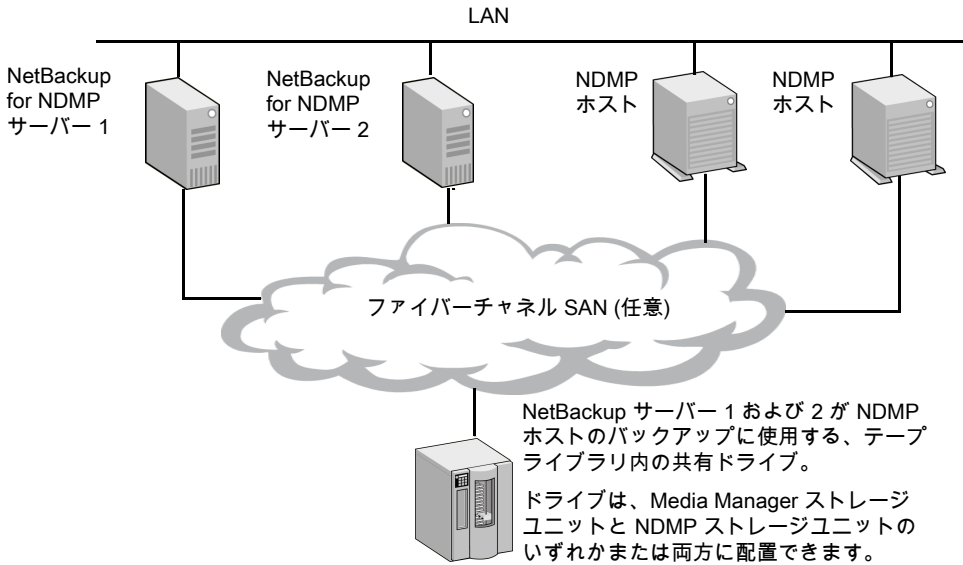 LAN
NetBackup
for NDMP
サーバー 1
NetBackup
for NDMP
サーバー 2
NDMP
ホスト
NDMP
ホスト
ファイバーチャネル SAN (任意)
NetBackup サーバー 1 および 2 が NDMP
ホストのバックアップに使用する、テープ
ライブラリ内の共有ドライブ。
ドライブは、Media Manager ストレージ
ユニットと NDMP ストレージユニットの
いずれかまたは両方に配置できます。